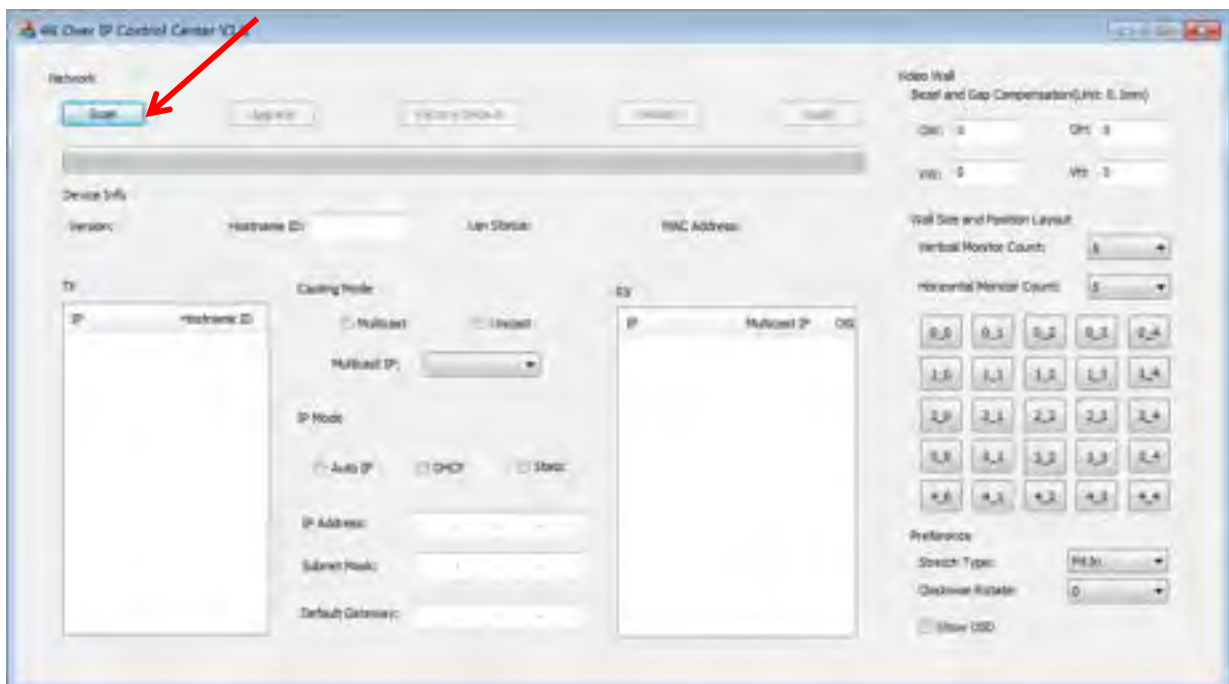 4K Over IP Control Center
Network
Scan
Upgrade
Factory Default
Reboot
Device Info
Version:
Hostname ID:
Lan Status:
MAC Address:
TX
IP Hostname ID
Casting Mode
Multicast
Unicast
Multicast IP:
IP Mode
Auto IP
DHCP
Static
IP Address:
Subnet Mask:
Default Gateway:
RX
IP Multicast IP
Video Wall
Bezel and Gap Compensation(Unit: 0.1mm)
OW: 0
OH: 0
VW: 0
VH: 0
Wall Size and Position Layout
Vertical Monitor Count: 5
Horizontal Monitor Count: 5
0_0 0_1 0_2 0_3 0_4
1_0 1_1 1_2 1_3 1_4
2_0 2_1 2_2 2_3 2_4
3_0 3_1 3_2 3_3 3_4
4_0 4_1 4_2 4_3 4_4
Preference
Stretch Type: Fit In
Clockwise Rotate: 0
Show OSD